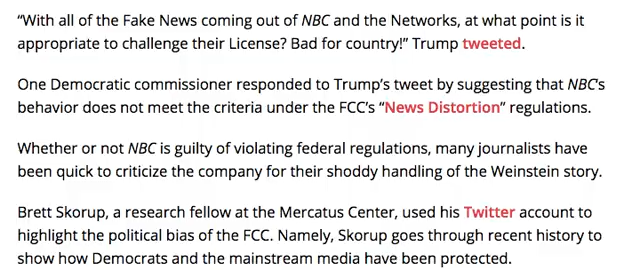 “With all of the Fake News coming out of NBC and the Networks, at what point is it
appropriate to challenge their License? Bad for country!” Trump tweeted.
One Democratic commissioner responded to Trump’s tweet by suggesting that NBC’s
behavior does not meet the criteria under the FCC’s “News Distortion” regulations.
Whether or not NBC is guilty of violating federal regulations, many journalists have
been quick to criticize the company for their shoddy handling of the Weinstein story.
Brett Skorup, a research fellow at the Mercatus Center, used his Twitter account to
highlight the political bias of the FCC. Namely, Skorup goes through recent history to
show how Democrats and the mainstream media have been protected.